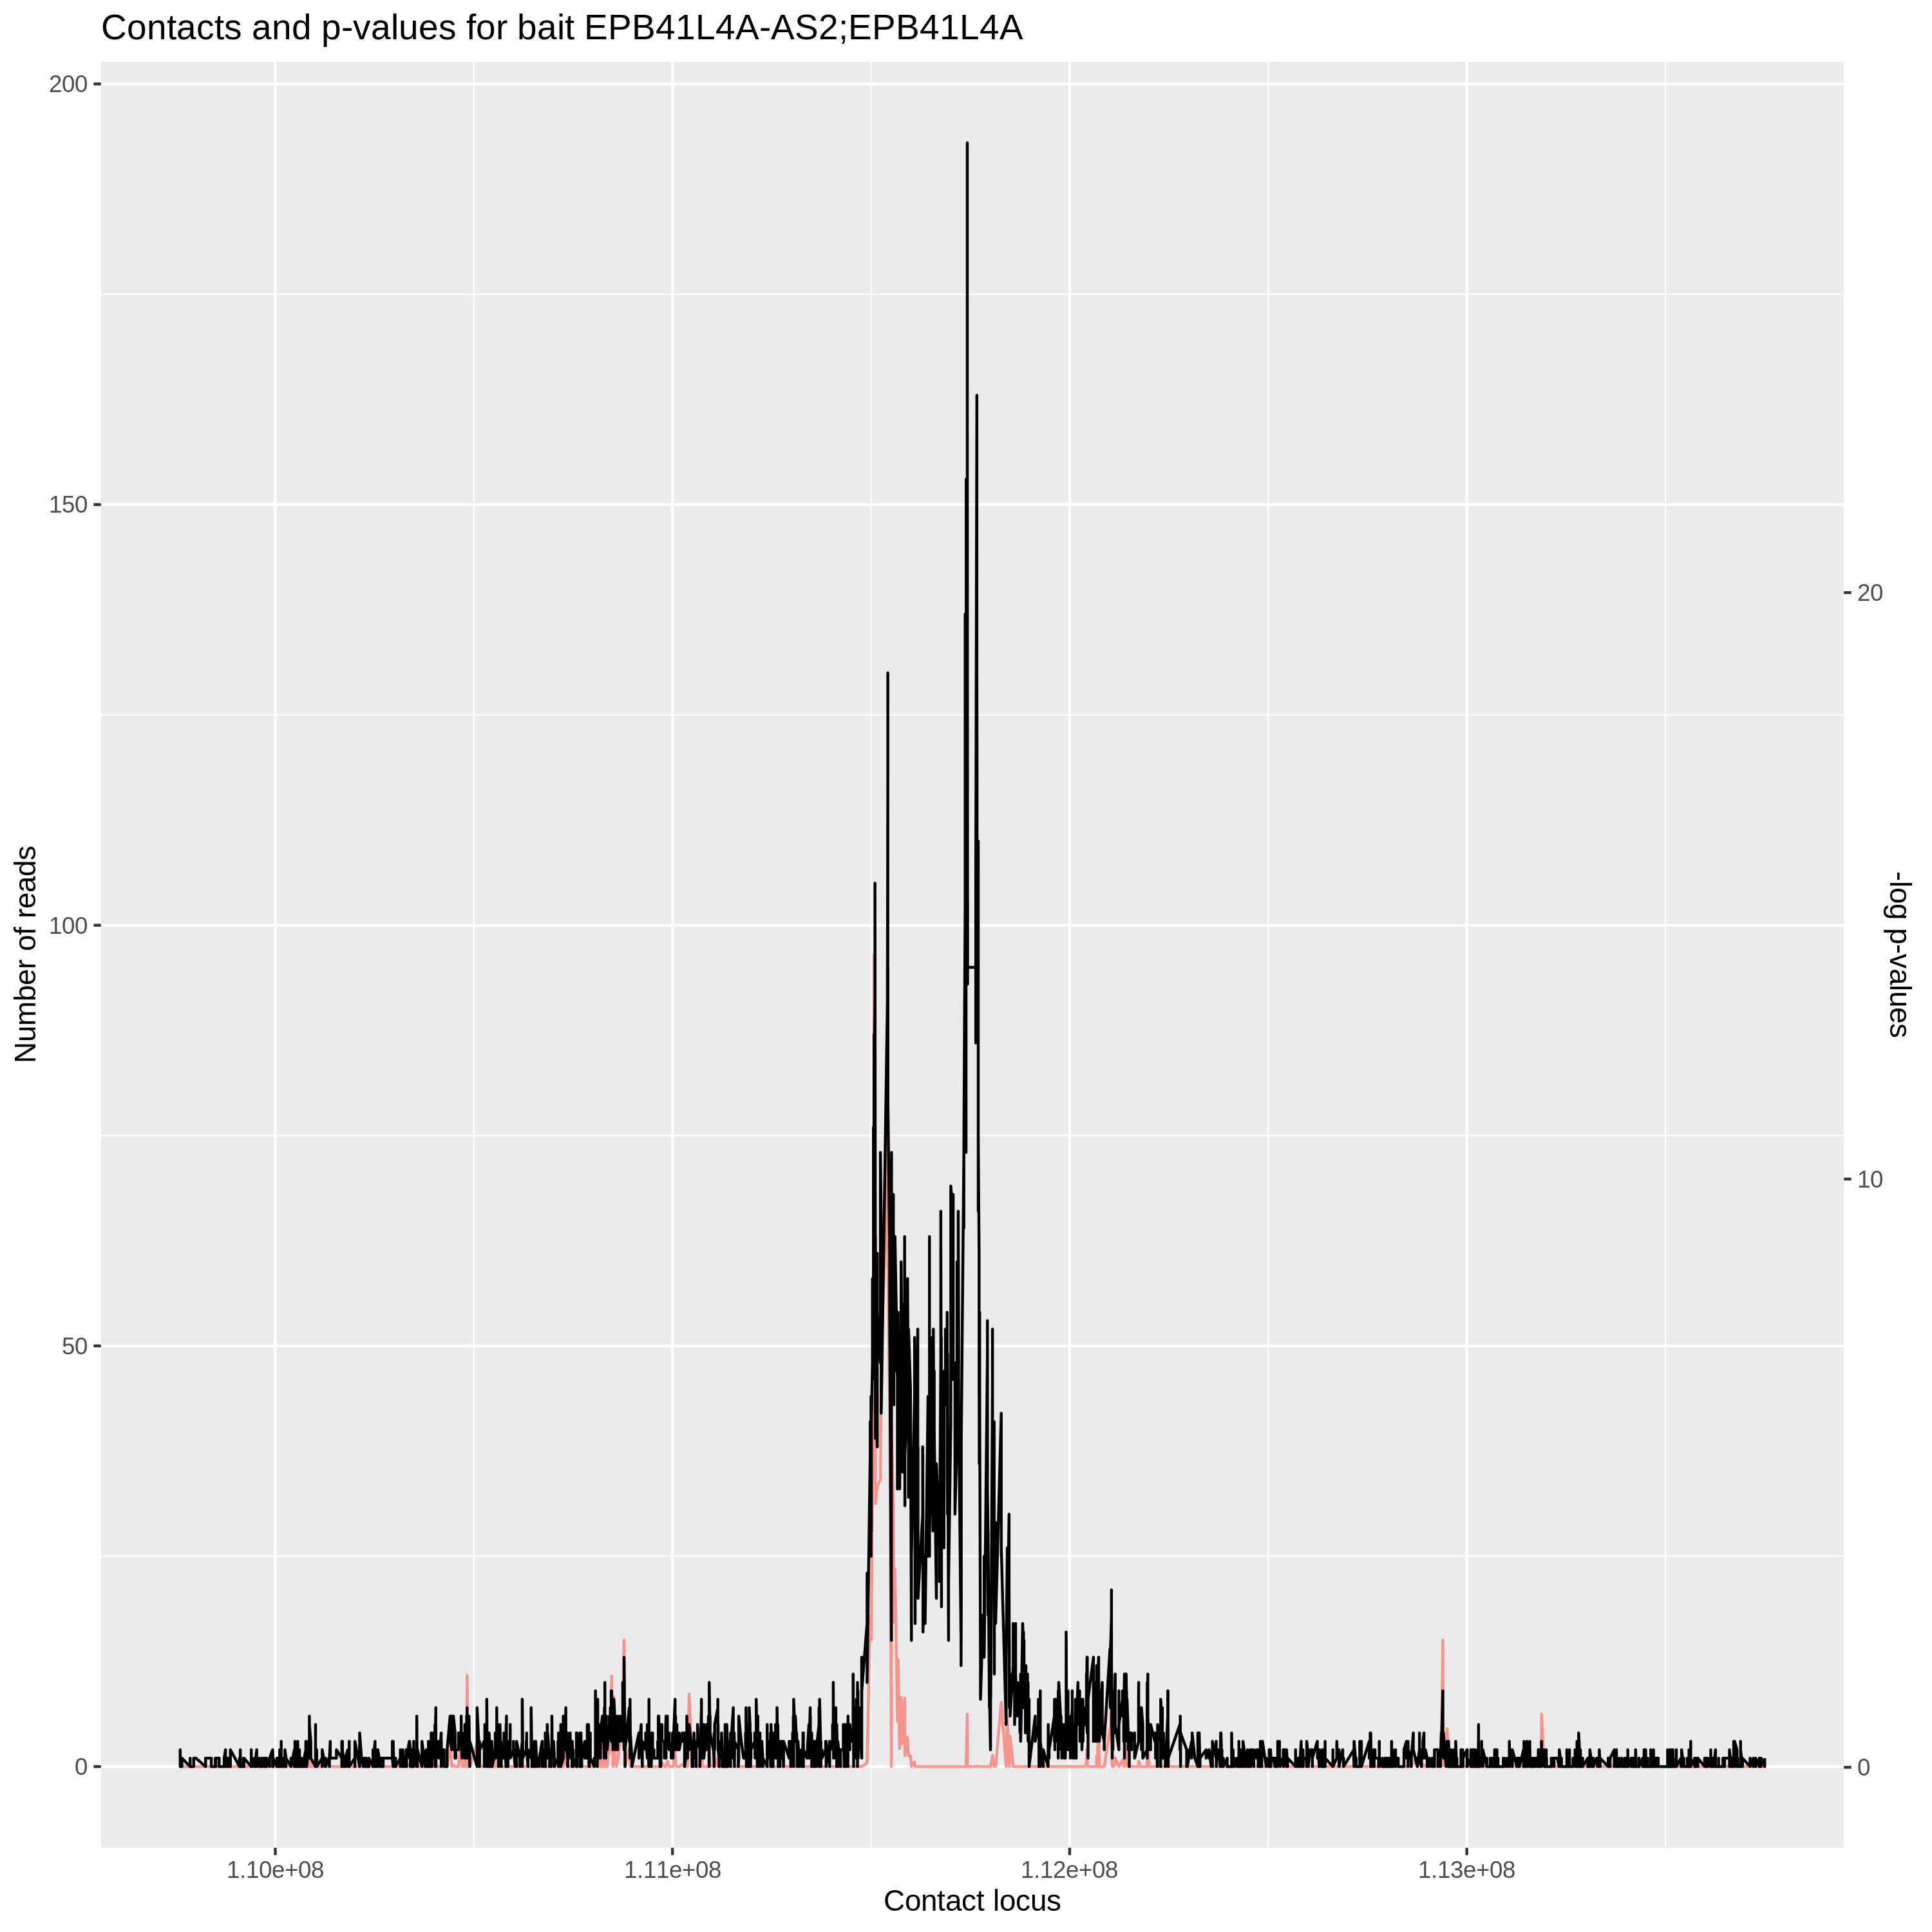 Contacts and p-values for bait EPB41L4A-AS2;EPB41L4A
200
150
100
50
0
Number of reads
20
10
0
-log p-values
1.10e+08
1.11e+08
1.12e+08
1.13e+08
Contact locus